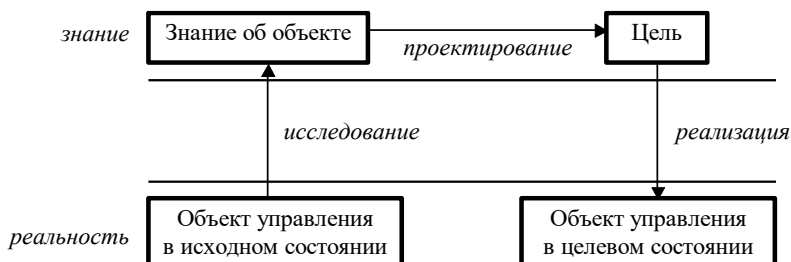 знание
Знание об объекте
проектирование
Цель
исследование
реализация
реальность
Объект управления
в исходном состоянии
Объект управления
в целевом состоянии